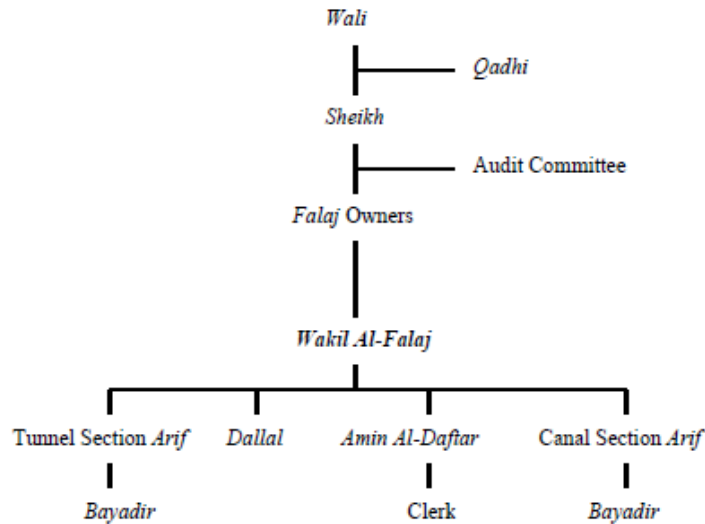 Wali
Qadhi
Sheikh
Audit Committee
Falaj Owners
Wakil Al-Falaj
Tunnel Section Arif
Dallal
Amin Al-Daftar
Canal Section Arif
Bayadir
Clerk
Bayadir